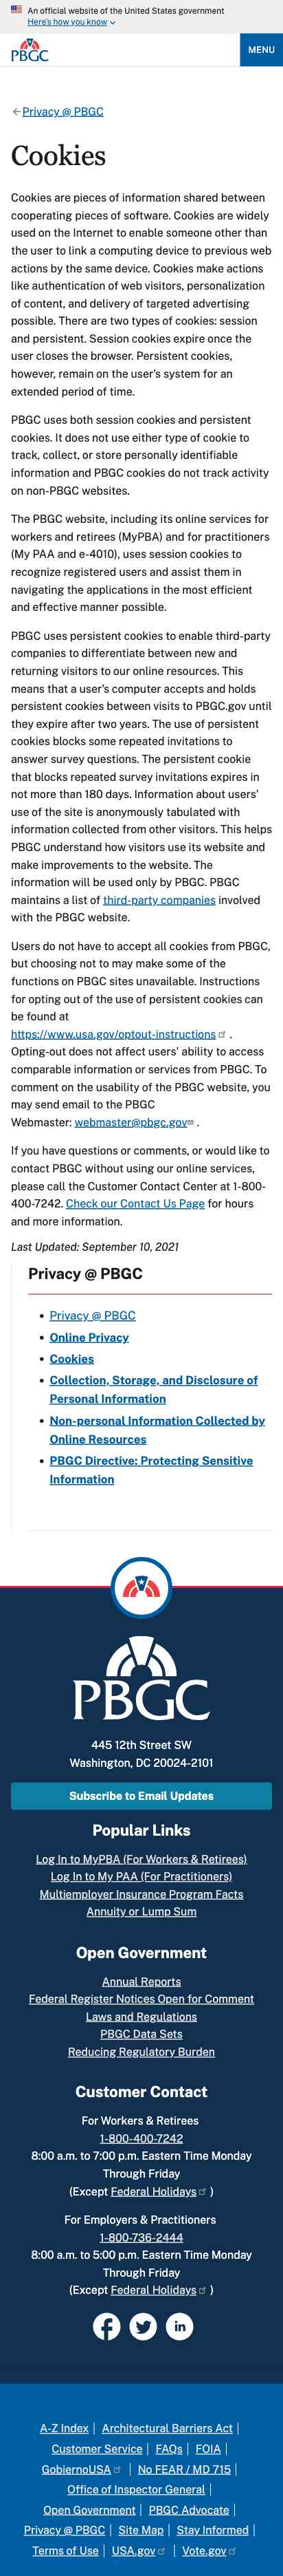 An official website of the United States government
Here's how you know
PBGC
MENU
Privacy @ PBGC
Cookies
Cookies are pieces of information shared between
cooperating pieces of software. Cookies are widely
used on the Internet to enable someone other than
the user to link a computing device to previous web
actions by the same device. Cookies make actions
like authentication of web visitors, personalization
of content, and delivery of targeted advertising
possible. There are two types of cookies: session
and persistent. Session cookies expire once the
user closes the browser. Persistent cookies,
however, remain on the user's system for an
extended period of time.
PBGC uses both session cookies and persistent
cookies. It does not use either type of cookie to
track, collect, or store personally identifiable
information and PBGC cookies do not track activity
on non-PBGC websites.
The PBGC website, including its online services for
workers and retirees (MyPBA) and for practitioners
(My PAA and e-4010), uses session cookies to
recognize registered users and assist them in
navigating the applications in the most efficient
and effective manner possible.
PBGC uses persistent cookies to enable third-party
companies to differentiate between new and
returning visitors to our online resources. This
means that a user's computer accepts and holds
persistent cookies between visits to PBGC.gov until
they expire after two years. The use of persistent
cookies blocks some repeated invitations to
answer survey questions. The persistent cookie
that blocks repeated survey invitations expires in
not more than 180 days. Information about users'
use of the site is anonymously tabulated with
information collected from other visitors. This helps
PBGC understand how visitors use its website and
make improvements to the website. The
information will be used only by PBGC. PBGC
maintains a list of third-party companies involved
with the PBGC website.
Users do not have to accept all cookies from PBGC,
but choosing not to may make some of the
functions on PBGC sites unavailable. Instructions
for opting out of the use of persistent cookies can
be found at
https://www.usa.gov/optout-instructions .
Opting-out does not affect users' ability to access
comparable information or services from PBGC. To
comment on the usability of the PBGC website, you
may send email to the PBGC
Webmaster: webmaster@pbgc.gov .
If you have questions or comments, or would like to
contact PBGC without using our online services,
please call the Customer Contact Center at 1-800-
400-7242. Check our Contact Us Page for hours
and more information.
Last Updated: September 10, 2021
Privacy @ PBGC
Privacy @ PBGC
Online Privacy
Cookies
Collection, Storage, and Disclosure of
Personal Information
Non-personal Information Collected by
Online Resources
PBGC Directive: Protecting Sensitive
Information
PBGC
445 12th Street SW
Washington, DC 20024-2101
Subscribe to Email Updates
Popular Links
Log In to MyPBA (For Workers & Retirees)
Log In to My PAA (For Practitioners)
Multiemployer Insurance Program Facts
Annuity or Lump Sum
Open Government
Annual Reports
Federal Register Notices Open for Comment
Laws and Regulations
PBGC Data Sets
Reducing Regulatory Burden
Customer Contact
For Workers & Retirees
1-800-400-7242
8:00 a.m. to 7:00 p.m. Eastern Time Monday
Through Friday
(Except Federal Holidays )
For Employers & Practitioners
1-800-736-2444
8:00 a.m. to 5:00 p.m. Eastern Time Monday
Through Friday
(Except Federal Holidays )
in
A-Z Index | Architectural Barriers Act |
Customer Service | FAQs | FOIA |
GobiernoUSA | No FEAR / MD 715 |
Office of Inspector General |
Open Government | PBGC Advocate |
Privacy @ PBGC | Site Map | Stay Informed |
Terms of Use | USA.gov | Vote.gov